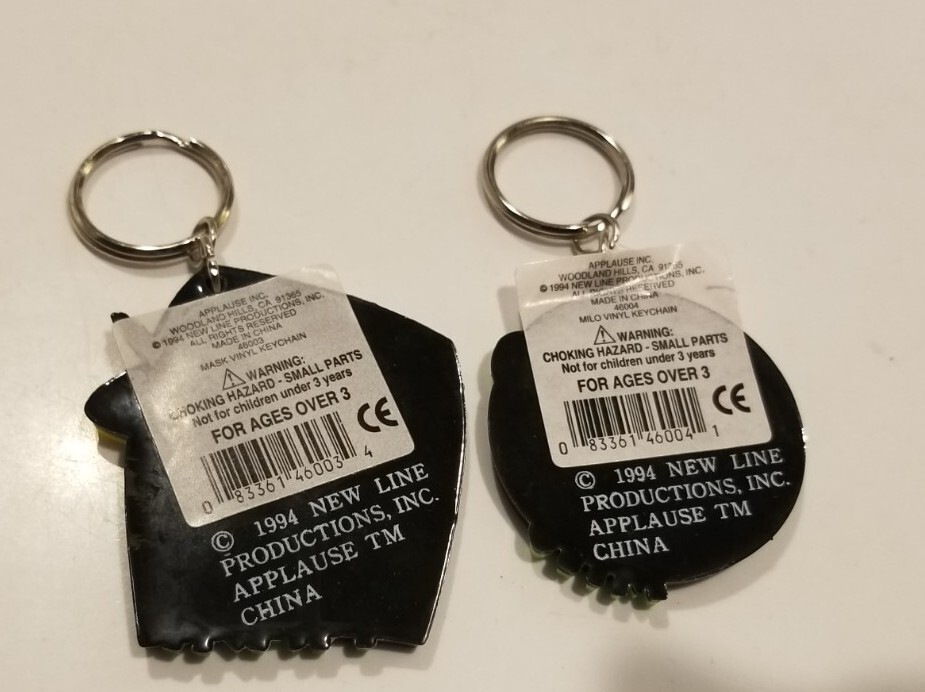 APPLAUSE INC.
WOODLAND HILLS, CA 91365
© 1994 NEW LINE PRODUCTIONS, INC.
ALL RIGHTS RESERVED
MADE IN CHINA
46003
MASK VINYL KEYCHAIN
WARNING:
CHOKING HAZARD - SMALL PARTS
Not for children under 3 years
FOR AGES OVER 3
CE
0 83361 46003 4
© 1994 NEW LINE
PRODUCTIONS, INC.
APPLAUSE TM
CHINA
APPLAUSE INC.
WOODLAND HILLS, CA 91365
© 1994 NEW LINE PRODUCTIONS, INC.
ALL RIGHTS RESERVED
MADE IN CHINA
46004
MILO VINYL KEYCHAIN
WARNING:
CHOKING HAZARD - SMALL PARTS
Not for children under 3 years
FOR AGES OVER 3
CE
0 83361 46004 1
© 1994 NEW LINE
PRODUCTIONS, INC.
APPLAUSE TM
CHINA